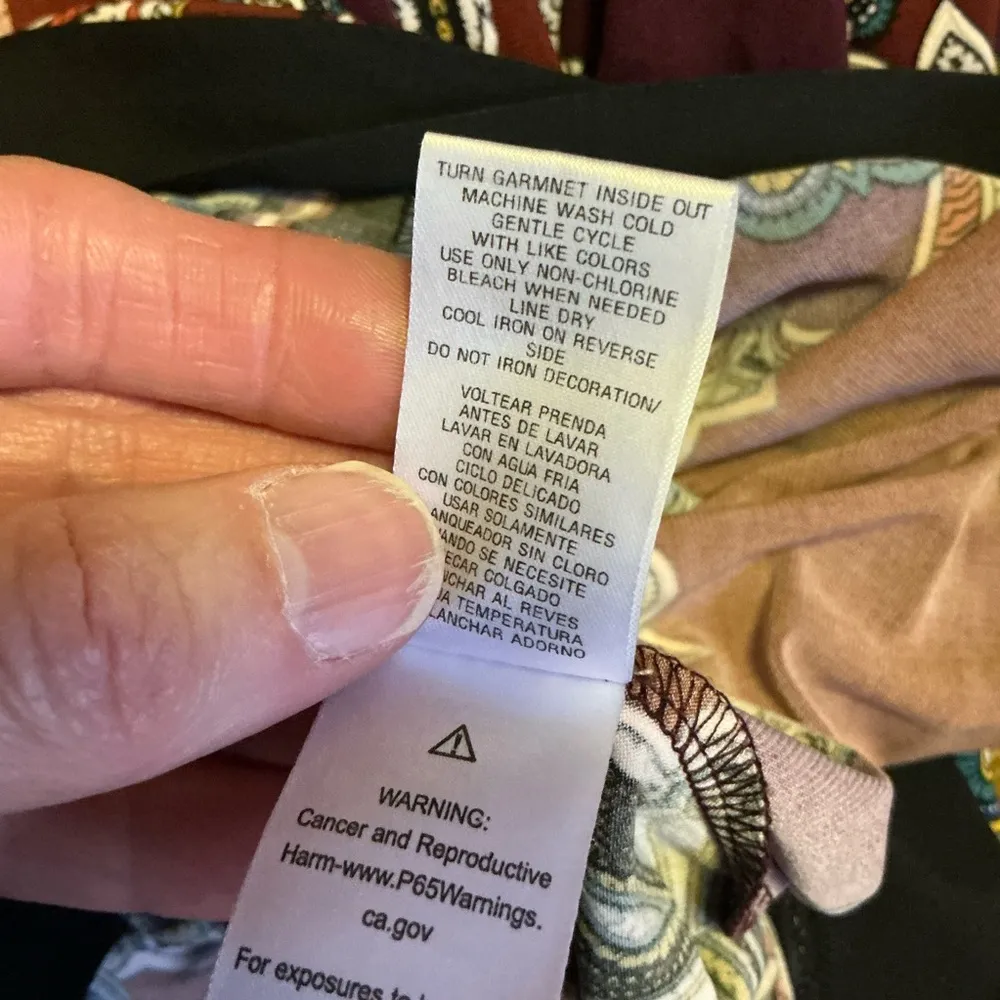 TURN GARMNET INSIDE OUT
MACHINE WASH COLD
GENTLE CYCLE
WITH LIKE COLORS
USE ONLY NON-CHLORINE
BLEACH WHEN NEEDED
LINE DRY
COOL IRON ON REVERSE
SIDE
DO NOT IRON DECORATION/
VOLTEAR PRENDA
ANTES DE LAVAR
LAVAR EN LAVADORA
CON AGUA FRIA
CICLO DELICADO
CON COLORES SIMILARES
USAR SOLAMENTE
ANQUEADOR SIN CLORO
ANDO SE NECESITE
ECAR COLGADO
CHAR AL REVES
JA TEMPERATURA
LANCHAR ADORNO
WARNING:
Cancer and Reproductive
Harm-www.P65Warnings.
ca.gov
For exposures to